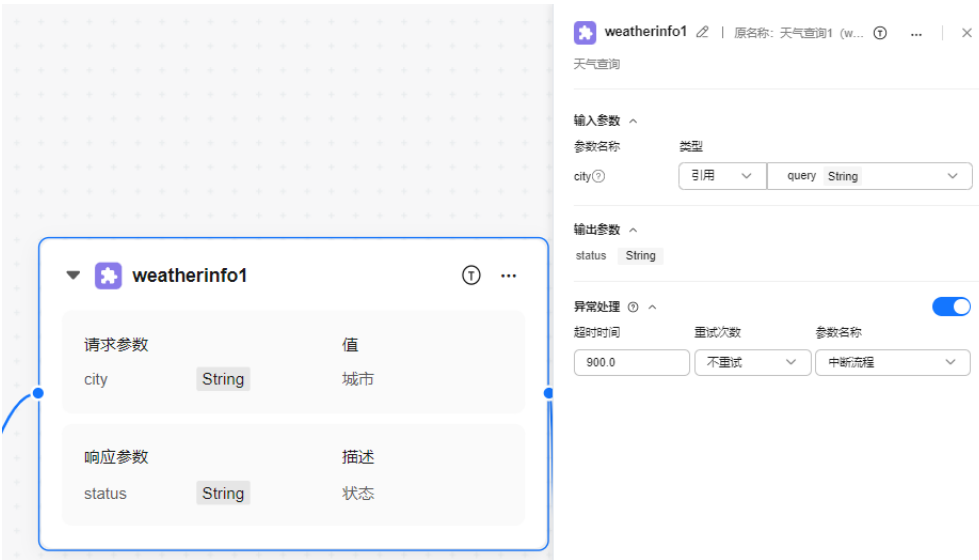 weatherinfo1
请求参数 值
city String 城市
响应参数 描述
status String 状态
weatherinfo1 | 原名称: 天气查询1 (w... ...
天气查询
输入参数
参数名称 类型
city 引用 query String
输出参数
status String
异常处理
超时时间 重试次数 参数名称
900.0 不重试 中断流程